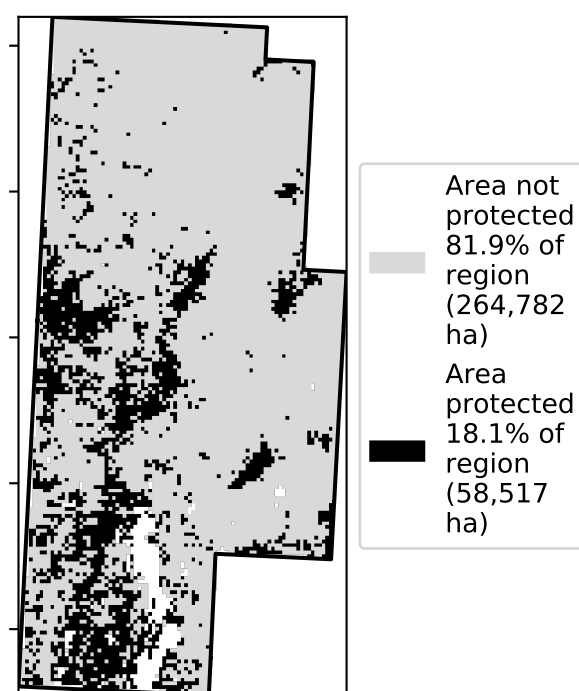 Area not
protected
81.9% of
region
(264,782
ha)
Area
protected
18.1% of
region
(58,517
ha)